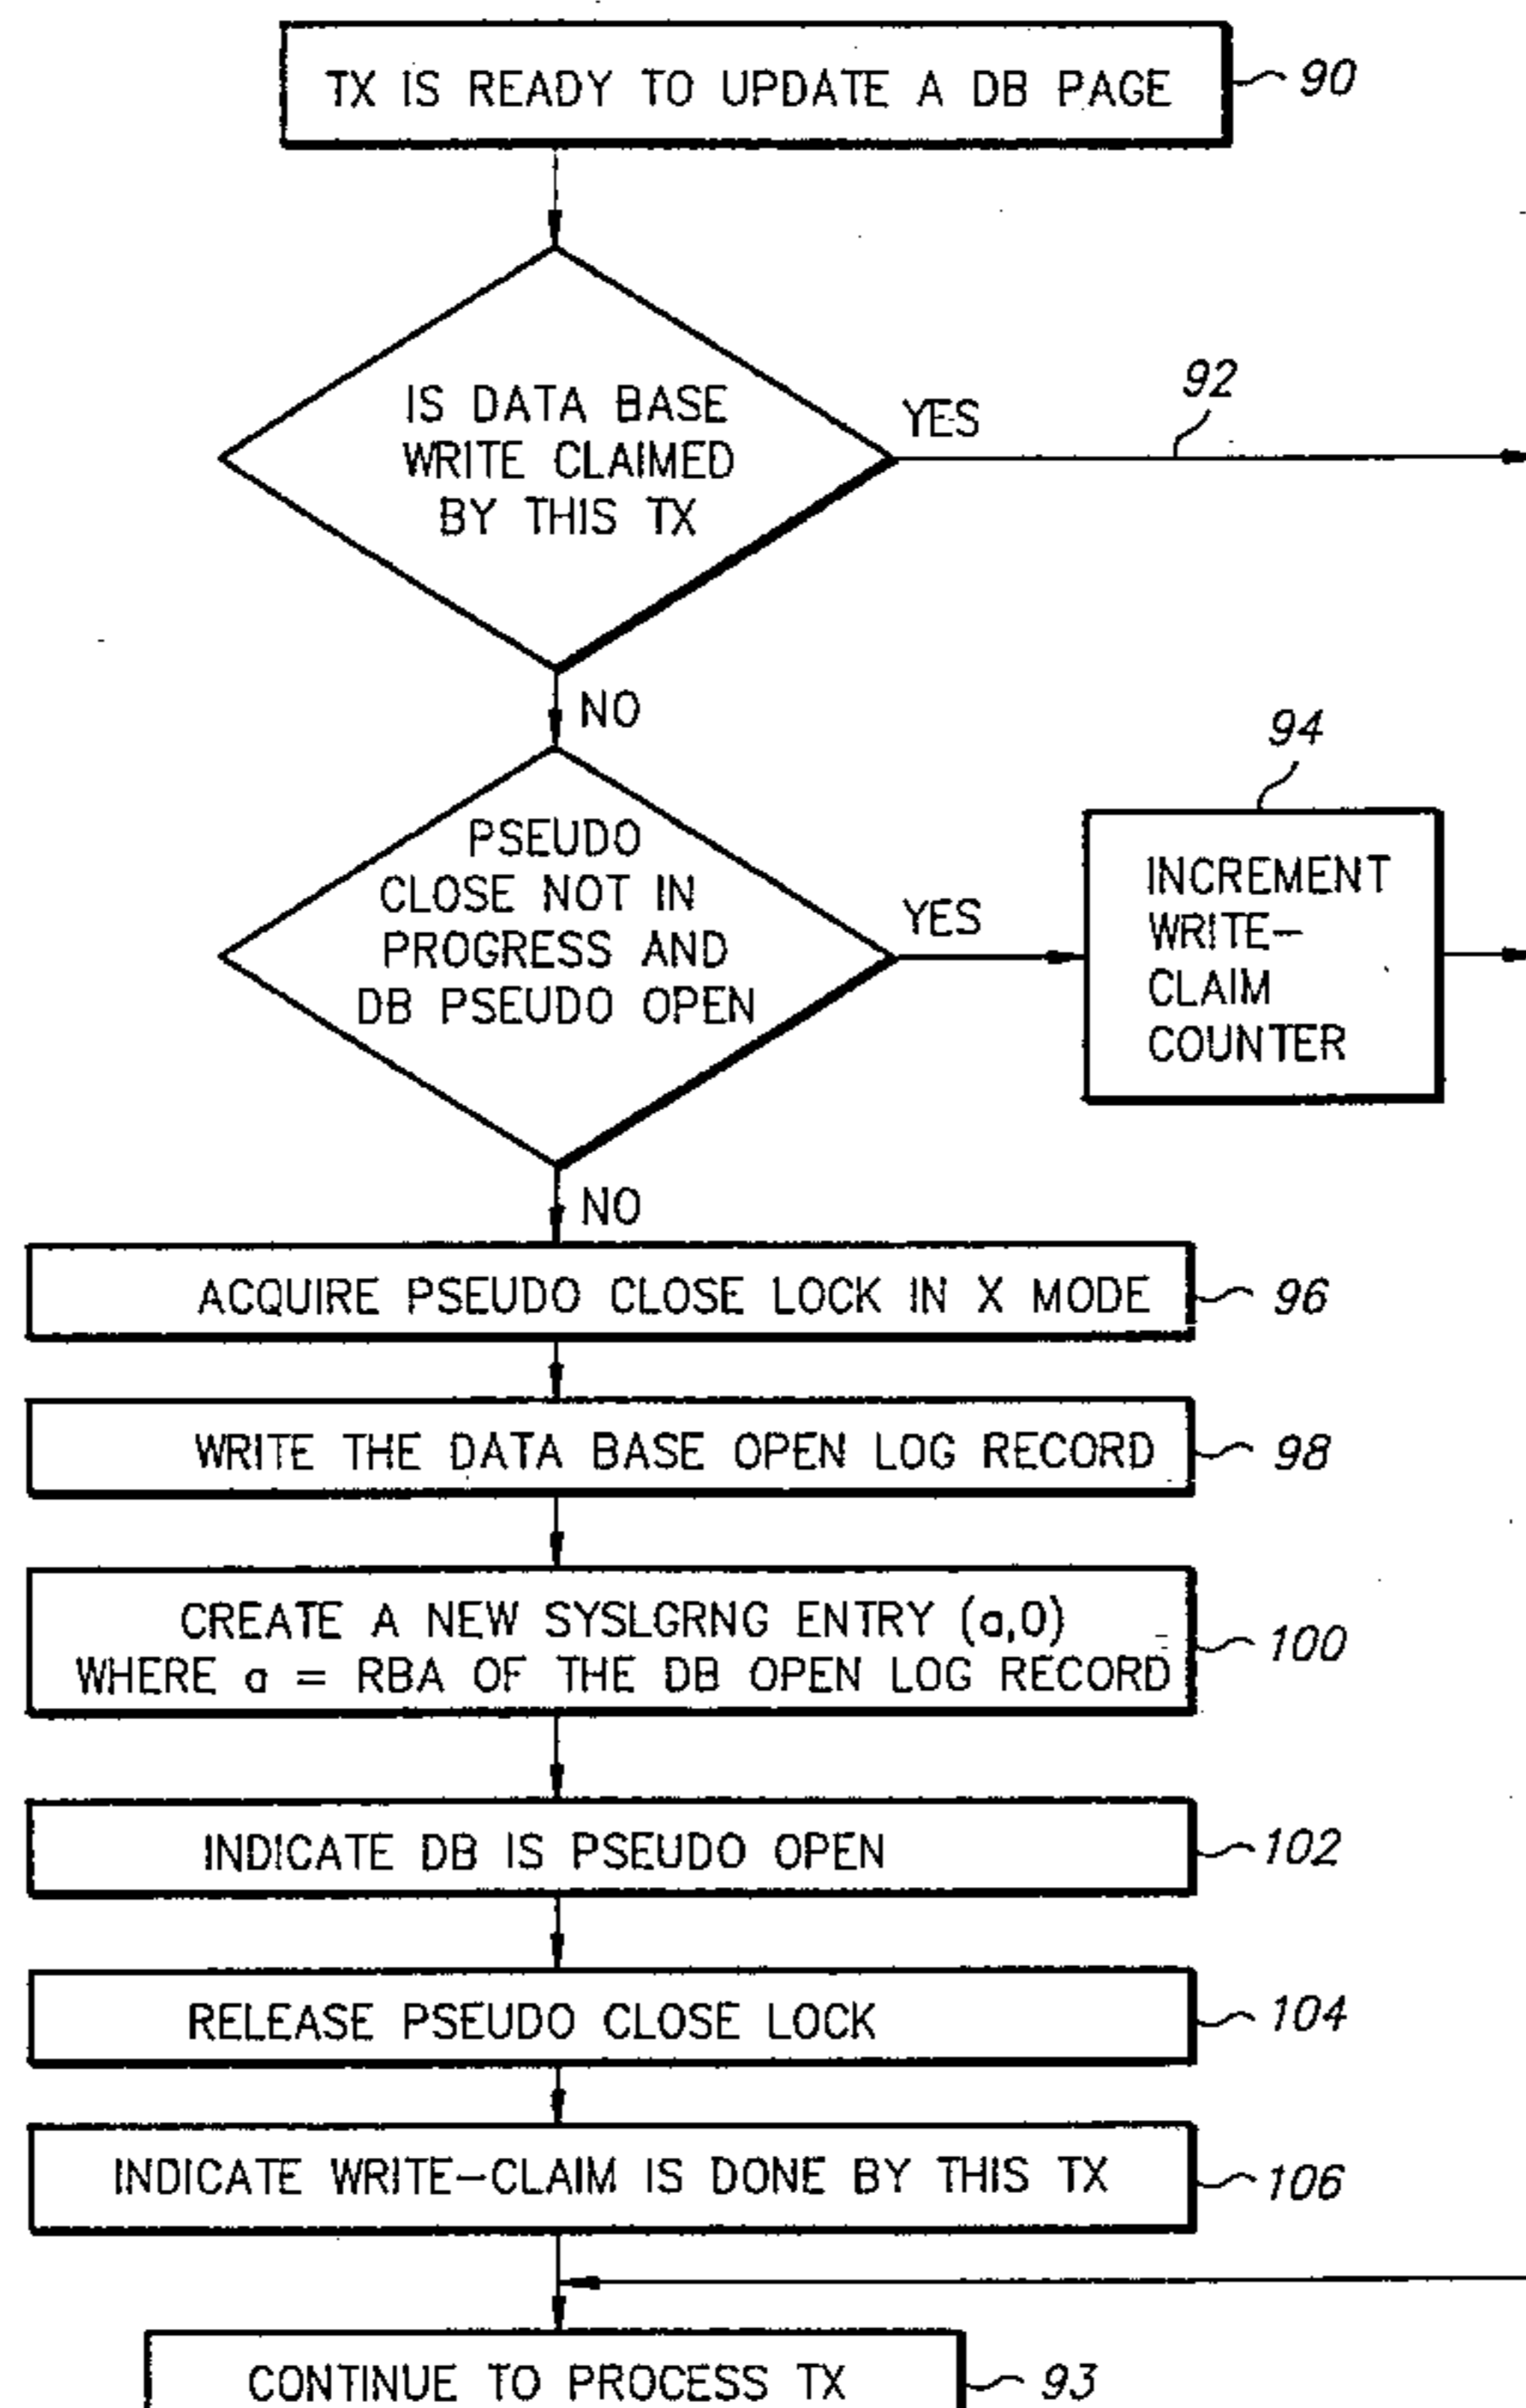 TX IS READY TO UPDATE A DB PAGE
90
IS DATA BASE
WRITE CLAIMED
BY THIS TX
YES
92
NO
PSEUDO
CLOSE NOT IN
PROGRESS AND
DB PSEUDO OPEN
YES
94
INCREMENT
WRITE-
CLAIM
COUNTER
NO
ACQUIRE PSEUDO CLOSE LOCK IN X MODE
96
WRITE THE DATA BASE OPEN LOG RECORD
98
CREATE A NEW SYSLGRNG ENTRY (a,0)
WHERE a = RBA OF THE DB OPEN LOG RECORD
100
INDICATE DB IS PSEUDO OPEN
102
RELEASE PSEUDO CLOSE LOCK
104
INDICATE WRITE-CLAIM IS DONE BY THIS TX
106
CONTINUE TO PROCESS TX
93